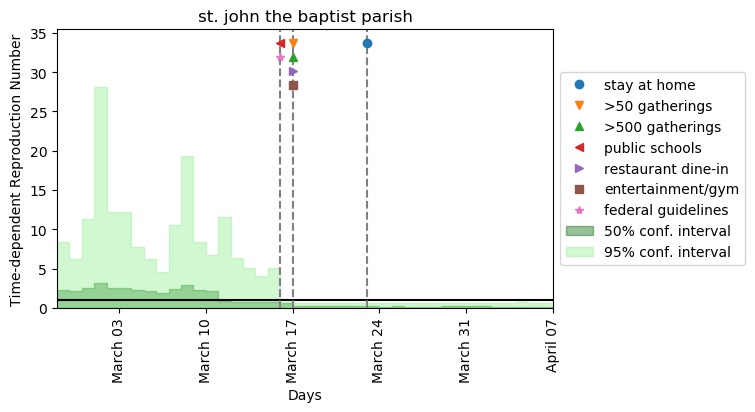 st. john the baptist parish
Time-dependent Reproduction Number
35
30
25
20
15
10
5
0
March 03
March 10
March 17
March 24
March 31
April 07
Days
stay at home
>50 gatherings
>500 gatherings
public schools
restaurant dine-in
entertainment/gym
federal guidelines
50% conf. interval
95% conf. interval